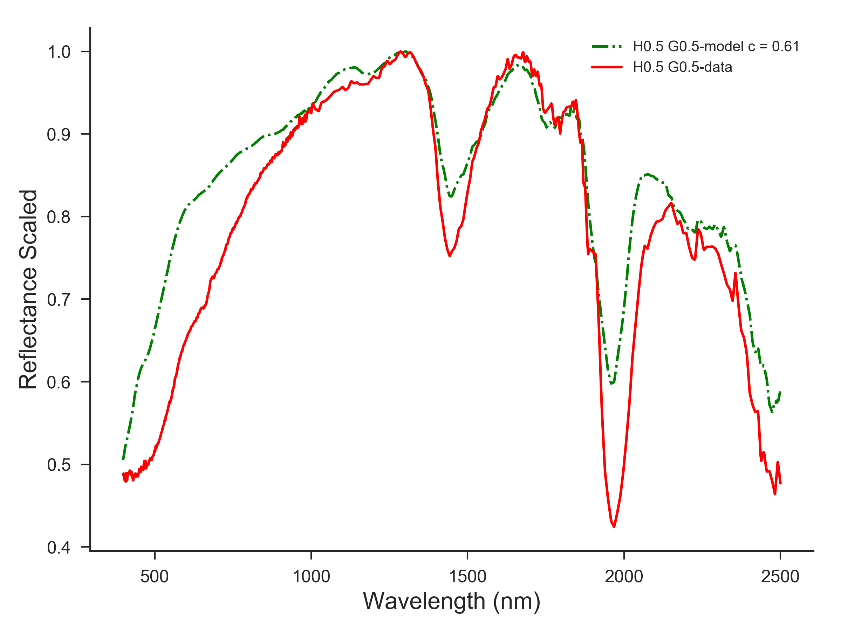 H0.5 G0.5-model c = 0.61
H0.5 G0.5-data
1.0
0.9
0.8
0.7
0.6
0.5
0.4
Reflectance Scaled
500 1000 1500 2000 2500
Wavelength (nm)